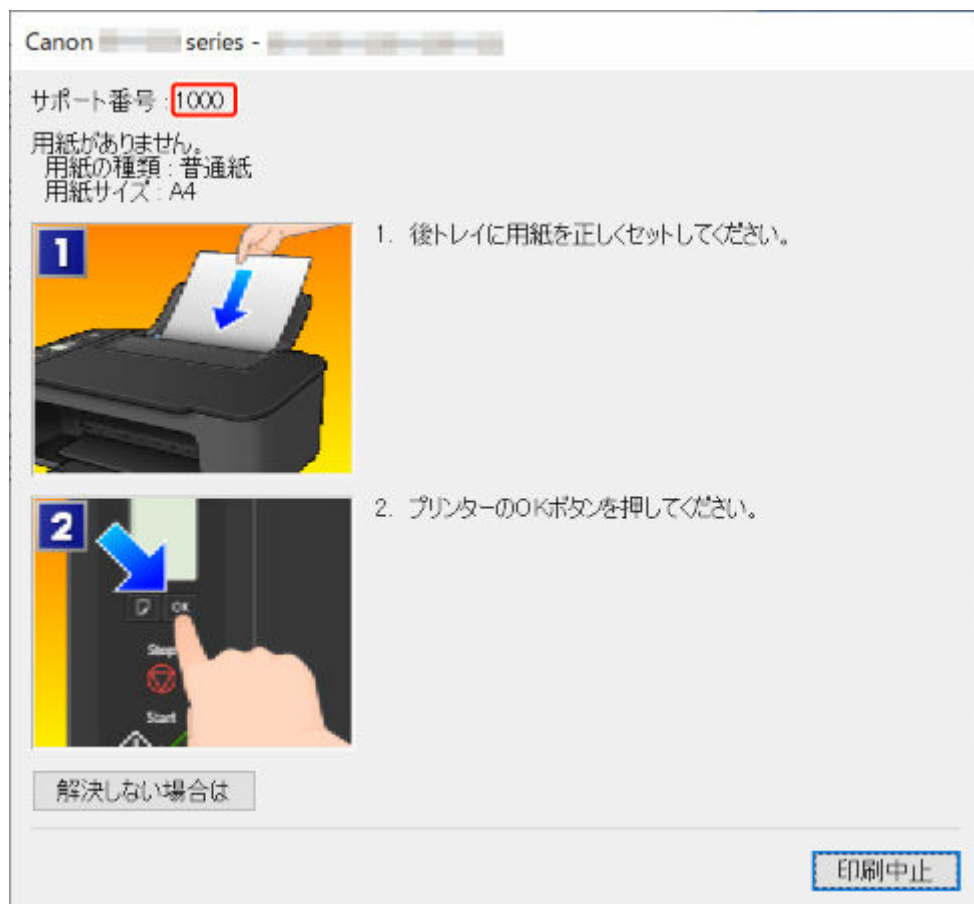 Canon series -
サポート番号 : 1000
用紙がありません。
用紙の種類 : 普通紙
用紙サイズ : A4
1
1. 後トレイに用紙を正しくセットしてください。
2
2. プリンターのOKボタンを押してください。
OK
Stop
Start
解決しない場合は
印刷中止